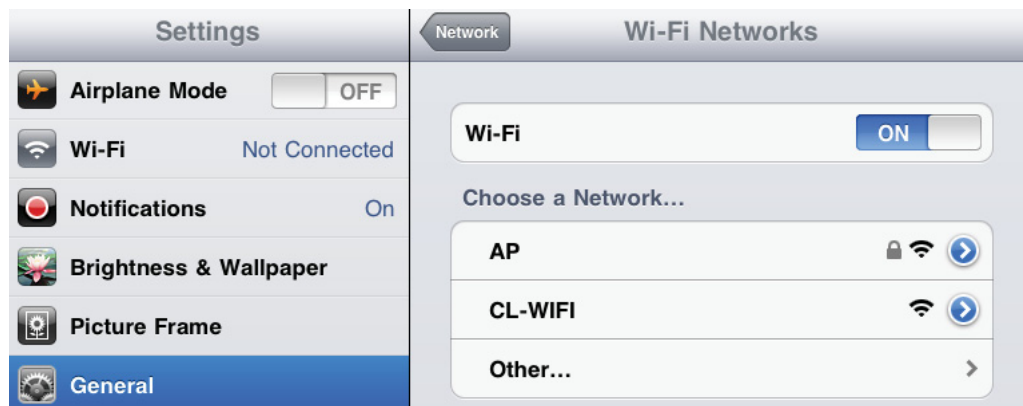 Settings
Airplane Mode OFF
Wi-Fi Not Connected
Notifications On
Brightness & Wallpaper
Picture Frame
General
Network Wi-Fi Networks
Wi-Fi ON
Choose a Network...
AP
CL-WIFI
Other...